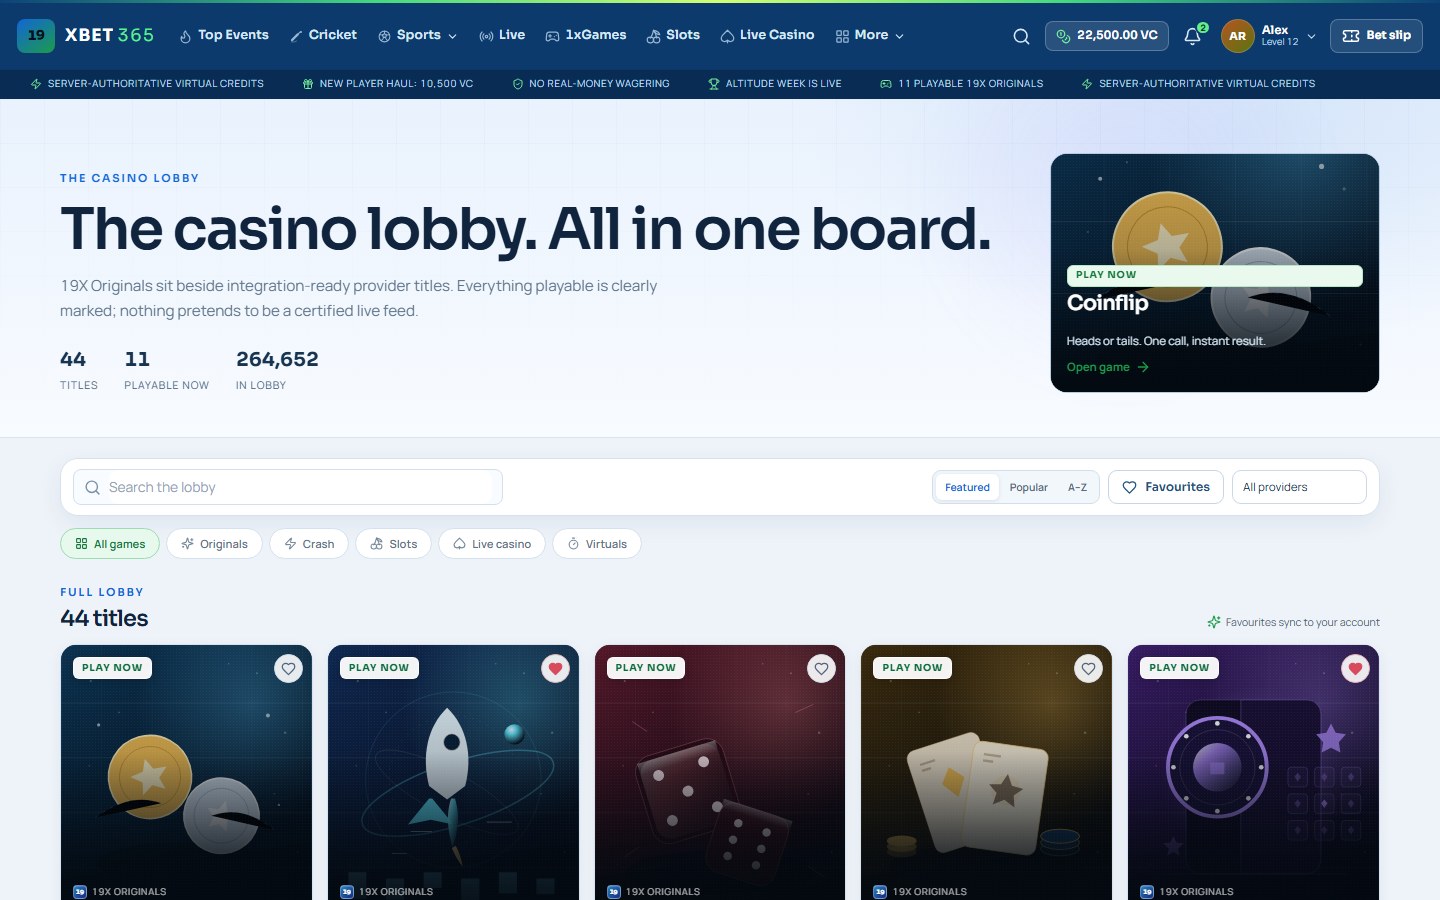 19 XBET 365 Top Events Cricket Sports Live 1xGames Slots Live Casino More 22,500.00 VC 2 AR Alex Level 12 Bet slip
SERVER-AUTHORITATIVE VIRTUAL CREDITS NEW PLAYER HAUL: 10,500 VC NO REAL-MONEY WAGERING ALTITUDE WEEK IS LIVE 11 PLAYABLE 19X ORIGINALS SERVER-AUTHORITATIVE VIRTUAL CREDITS
THE CASINO LOBBY
The casino lobby. All in one board.
19X Originals sit beside integration-ready provider titles. Everything playable is clearly
marked; nothing pretends to be a certified live feed.
44 11 264,652
TITLES PLAYABLE NOW IN LOBBY
PLAY NOW
Coinflip
Heads or tails. One call, instant result.
Open game
Search the lobby Featured Popular A-Z Favourites All providers
All games Originals Crash Slots Live casino Virtuals
FULL LOBBY
44 titles
Favourites sync to your account
PLAY NOW PLAY NOW PLAY NOW PLAY NOW PLAY NOW
19 19X ORIGINALS 19 19X ORIGINALS 19 19X ORIGINALS 19 19X ORIGINALS 19 19X ORIGINALS